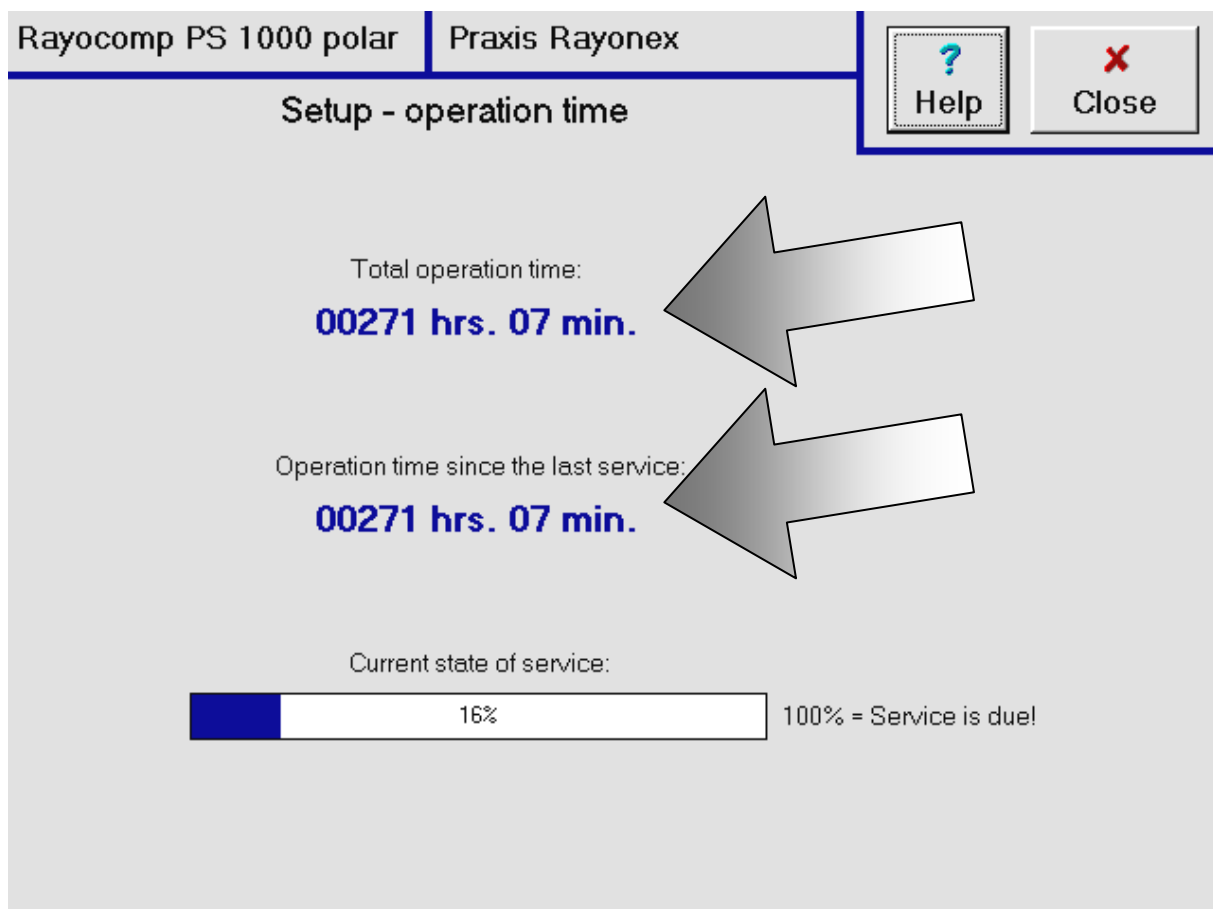 Rayocomp PS 1000 polar
Praxis Rayonex
? Help
✗ Close
Setup - operation time
Total operation time:
00271 hrs. 07 min.
Operation time since the last service:
00271 hrs. 07 min.
Current state of service:
16%
100% = Service is due!